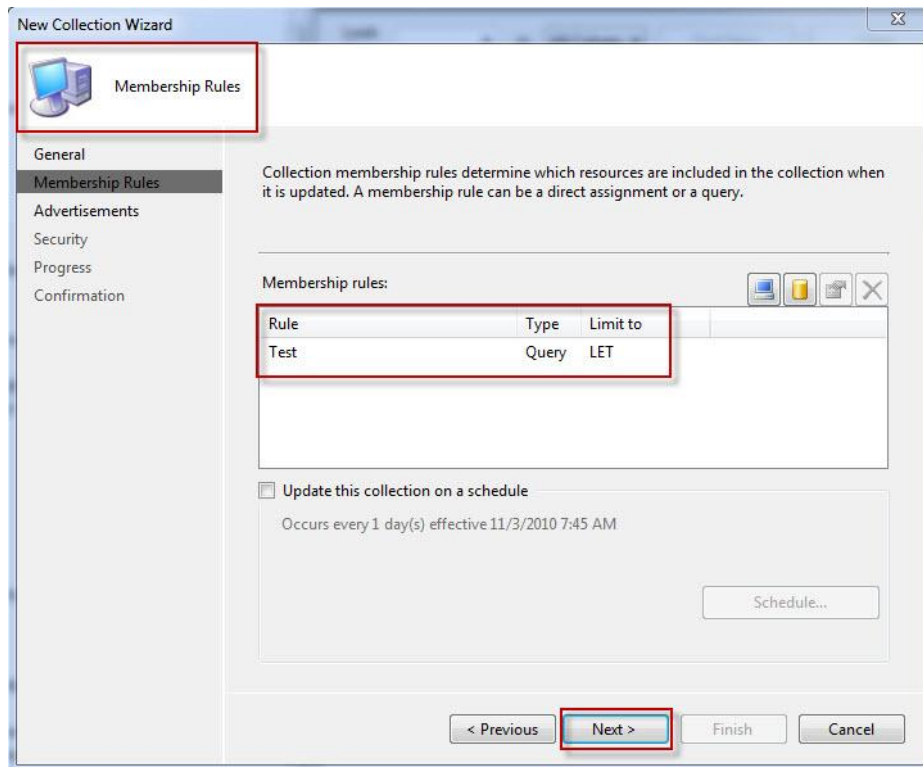 New Collection Wizard
Membership Rules
General
Membership Rules
Advertisements
Security
Progress
Confirmation
Collection membership rules determine which resources are included in the collection when
it is updated. A membership rule can be a direct assignment or a query.
Membership rules:
Rule Type Limit to
Test Query LET
Update this collection on a schedule
Occurs every 1 day(s) effective 11/3/2010 7:45 AM
Schedule...
< Previous Next > Finish Cancel